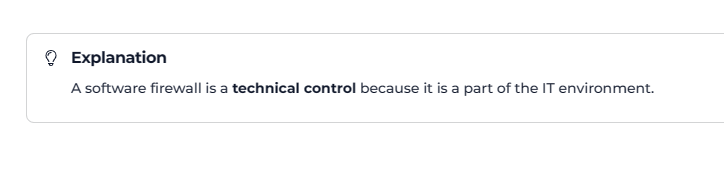 Explanation
A software firewall is a technical control because it is a part of the IT environment.